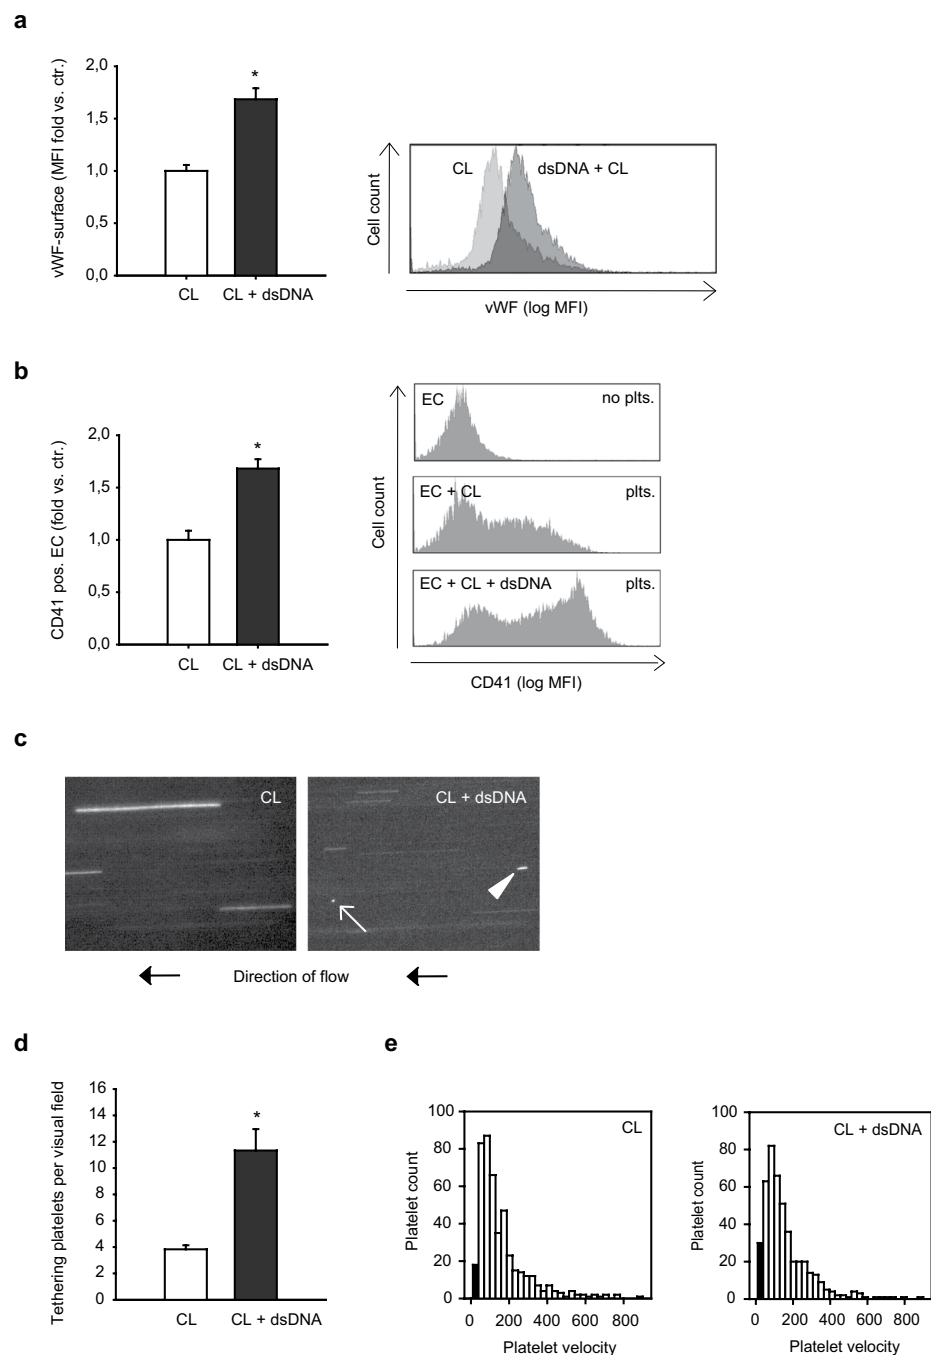 a
vWF-surface (MFI fold vs. ctr.)
2,0
1,5
1,0
0,5
0,0
*
CL
CL + dsDNA
Cell count
CL
dsDNA + CL
vWF (log MFI)
b
CD41 pos. EC (fold vs. ctr.)
2,0
1,5
1,0
0,5
0,0
*
CL
CL + dsDNA
Cell count
EC
no plts.
EC + CL
plts.
EC + CL + dsDNA
plts.
CD41 (log MFI)
c
CL
CL + dsDNA
Direction of flow
d
Tethering platelets per visual field
16
14
12
10
8
6
4
2
0
*
CL
CL + dsDNA
e
Platelet count
100
80
60
40
20
0
CL
0 200 400 600 800
Platelet velocity
Platelet count
100
80
60
40
20
0
CL + dsDNA
0 200 400 600 800
Platelet velocity